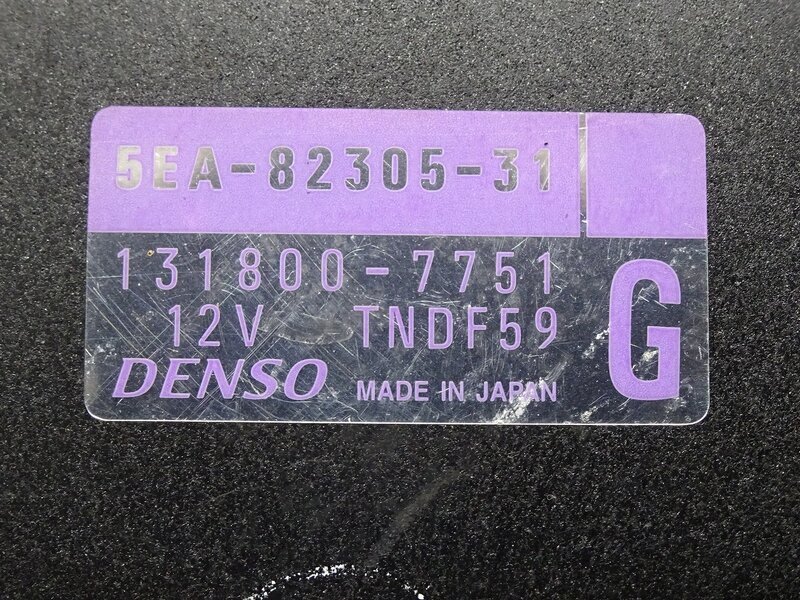 5EA-82305-31
131800-7751
12V TNDF59
G
DENSO MADE IN JAPAN